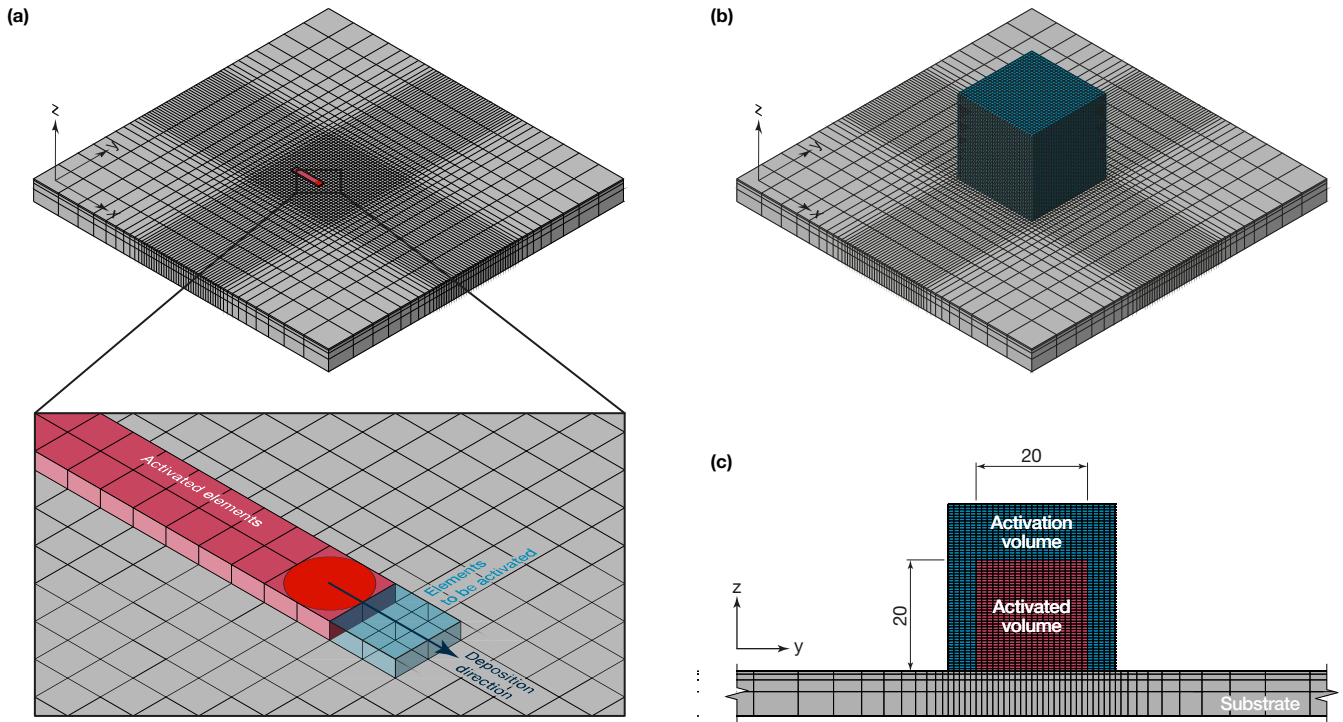 (a)
z
y
x
Activated elements
Elements
to be activated
Deposition
direction
(b)
z
y
x
(c)
20
Activation
volume
20
Activated
volume
z
y
Substrate